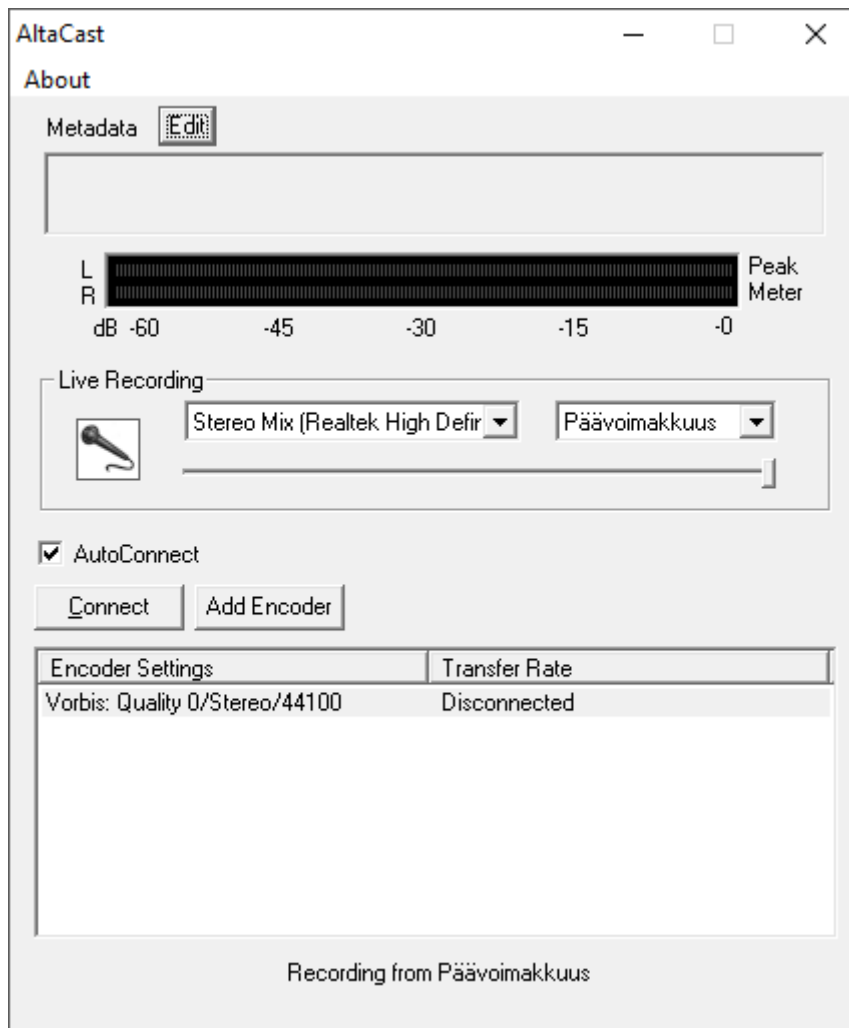 AltaCast
About
Metadata Edit
L Peak
R Meter
dB -60 -45 -30 -15 -0
Live Recording
Stereo Mix (Realtek High Defir Päävoimakkuus
AutoConnect
Connect Add Encoder
Encoder Settings Transfer Rate
Vorbis: Quality 0/Stereo/44100 Disconnected
Recording from Päävoimakkuus